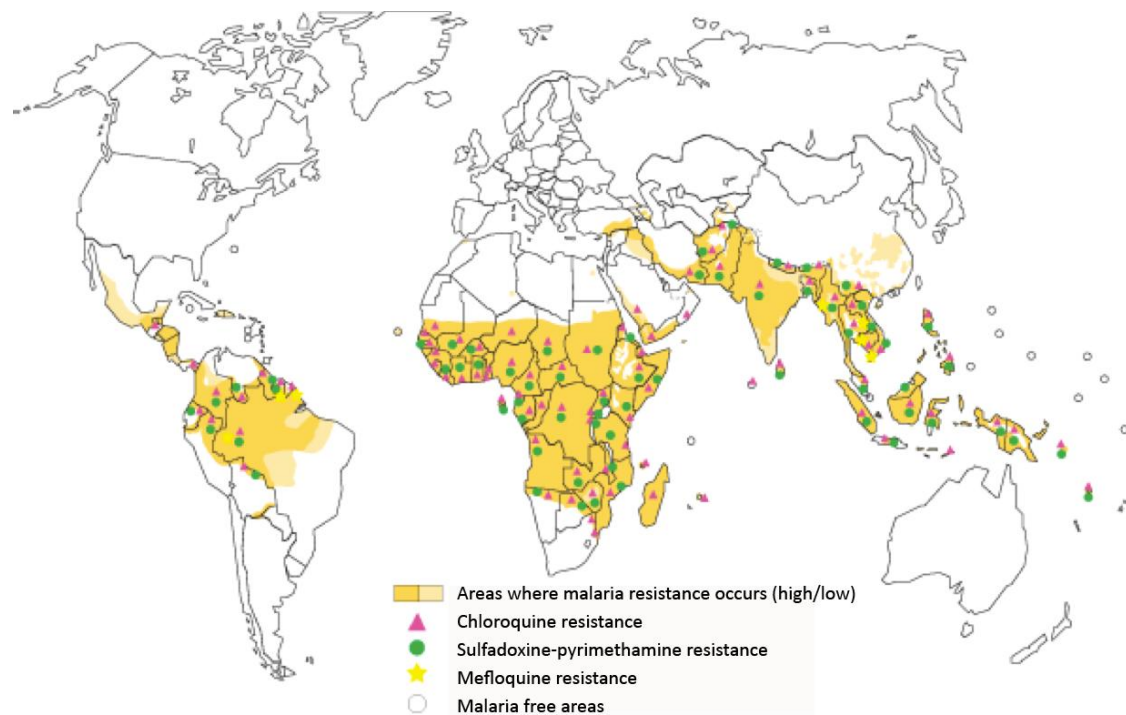 Areas where malaria resistance occurs (high/low)
Chloroquine resistance
Sulfadoxine-pyrimethamine resistance
Mefloquine resistance
Malaria free areas